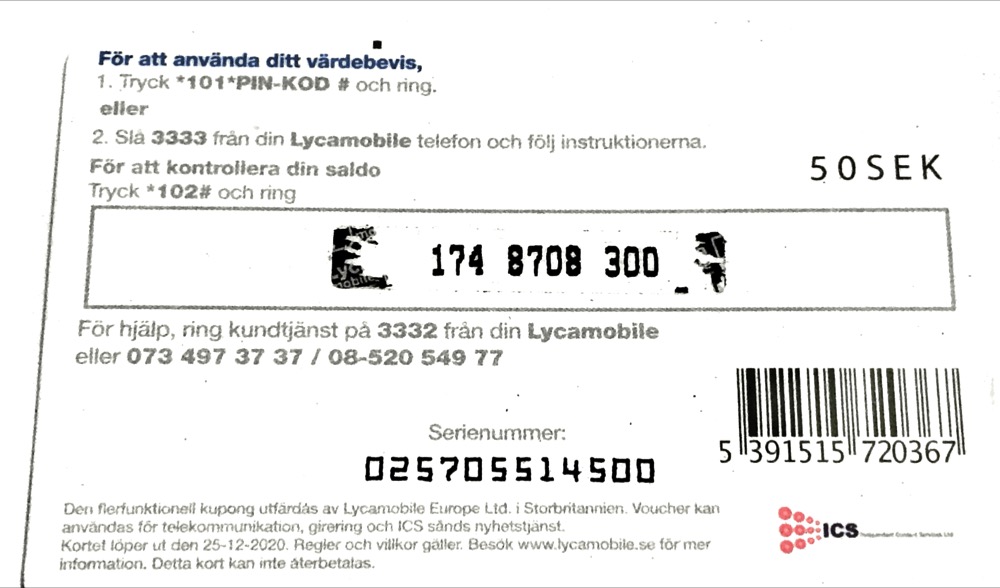 För att använda ditt värdebevis,
1. Tryck *101*PIN-KOD # och ring.
eller
2. Slå 3333 från din Lycamobile telefon och följ instruktionerna.
För att kontrollera din saldo
Tryck *102# och ring
50SEK
174 8708 300
För hjälp, ring kundtjänst på 3332 från din Lycamobile
eller 073 497 37 37 / 08-520 549 77
Serienummer:
025705514500
5 391515 720367
Den flerfunktionell kupong utfärdås av Lycamobile Europe Ltd. i Storbritannien. Voucher kan
användas för telekommunikation, girering och ICS sånds nyhetstjänst.
Kortet löper ut den 25-12-2020. Regler och villkor gäller. Besök www.lycamobile.se för mer
information. Detta kort kan inte återbetalas.
ICS Independent Contact Services Ltd